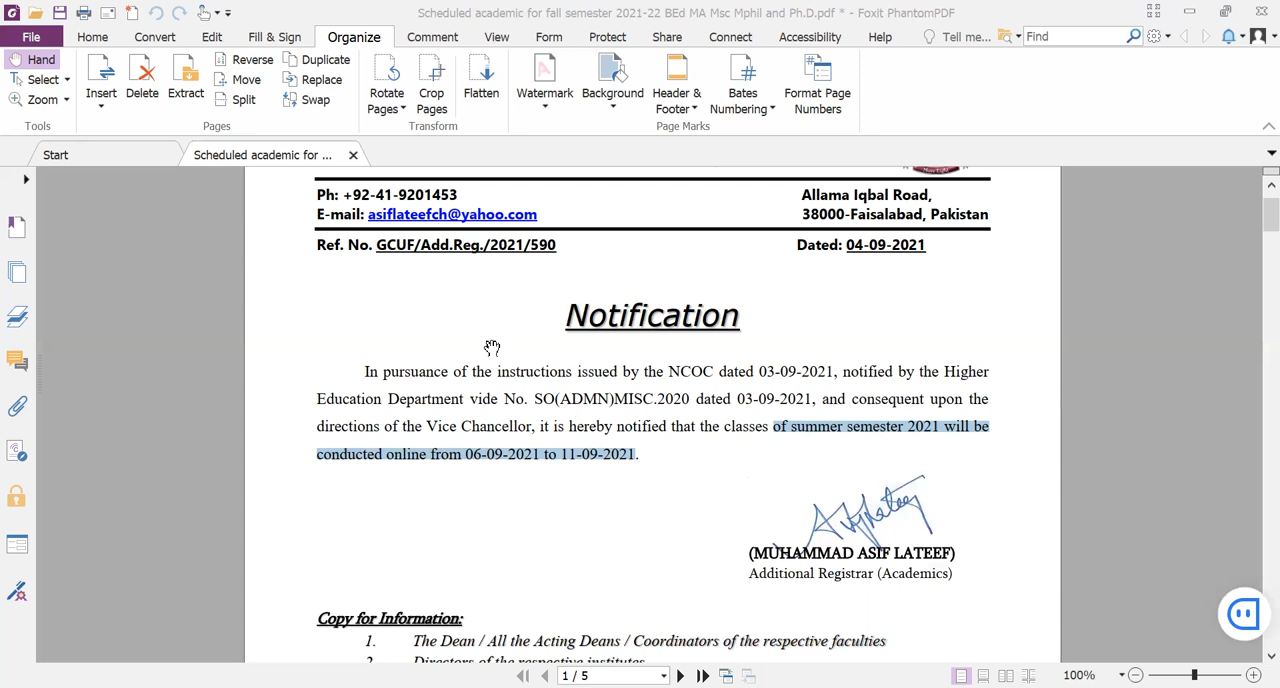 Scheduled academic for fall semester 2021-22 BEd MA Msc Mphil and Ph.D.pdf * - Foxit PhantomPDF
File Home Convert Edit Fill & Sign Organize Comment View Form Protect Share Connect Accessibility Help Tell me... Find
Hand
Select
Zoom
Tools
Insert
Delete
Extract
Reverse
Move
Split
Duplicate
Replace
Swap
Pages
Rotate Pages
Crop Pages
Flatten
Transform
Watermark
Background
Header & Footer
Bates Numbering
Format Page Numbers
Page Marks
Start
Scheduled academic for ...
Ph: +92-41-9201453
Allama Iqbal Road,
E-mail: asiflateefch@yahoo.com
38000-Faisalabad, Pakistan
Ref. No. GCUF/Add.Reg./2021/590
Dated: 04-09-2021
Notification
In pursuance of the instructions issued by the NCOC dated 03-09-2021, notified by the Higher
Education Department vide No. SO(ADMN)MISC.2020 dated 03-09-2021, and consequent upon the
directions of the Vice Chancellor, it is hereby notified that the classes of summer semester 2021 will be
conducted online from 06-09-2021 to 11-09-2021.
(MUHAMMAD ASIF LATEEF)
Additional Registrar (Academics)
Copy for Information:
1. The Dean / All the Acting Deans / Coordinators of the respective faculties
2. Directors of the respective institutes
1 / 5
100%